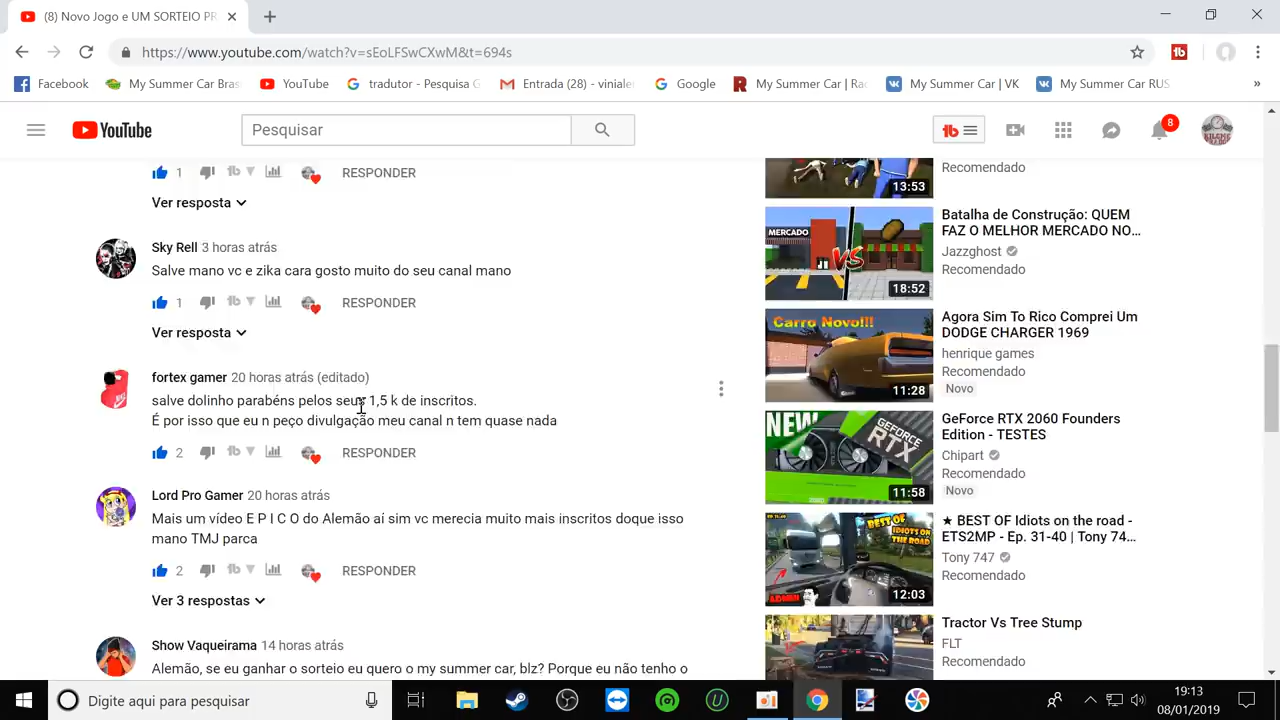 (8) Novo Jogo e UM SORTEIO PR
https://www.youtube.com/watch?v=sEoLFSwCXwM&t=694s
Facebook
My Summer Car Bras
YouTube
tradutor - Pesquisa G
Entrada (28) - vinialer
Google
My Summer Car | Rac
My Summer Car | VK
My Summer Car RUS
»
YouTube
Pesquisar
8
1 RESPONDER
Ver resposta
Sky Rell 3 horas atrás
Salve mano vc e zika cara gosto muito do seu canal mano
1 RESPONDER
Ver resposta
fortex gamer 20 horas atrás (editado)
salve dolinho parabéns pelos seus 1,5 k de inscritos.
É por isso que eu n peço divulgação meu canal n tem quase nada
2 RESPONDER
Lord Pro Gamer 20 horas atrás
Mais um vídeo E P I C O do Alemão aí sim vc merecia muito mais inscritos doque isso
mano TMJ parca
2 RESPONDER
Ver 3 respostas
Show Vaqueirama 14 horas atrás
Alemão, se eu ganhar o sorteio eu quero o my summer car, blz? Porque eu não tenho o
13:53
Recomendado
MERCADO
VS
18:52
Batalha de Construção: QUEM
FAZ O MELHOR MERCADO NO...
Jazzghost
Recomendado
Carro Novo!!!
11:28
Agora Sim To Rico Comprei Um
DODGE CHARGER 1969
henrique games
Novo
NEW
GEFORCE
RTX
11:58
GeForce RTX 2060 Founders
Edition - TESTES
Chipart
Recomendado
Novo
BEST OF
IDIOTS ON
THE ROAD
12:03
★ BEST OF Idiots on the road -
ETS2MP - Ep. 31-40 | Tony 74...
Tony 747
Recomendado
Tractor Vs Tree Stump
FLT
Recomendado
Digite aqui para pesquisar
19:13
08/01/2019